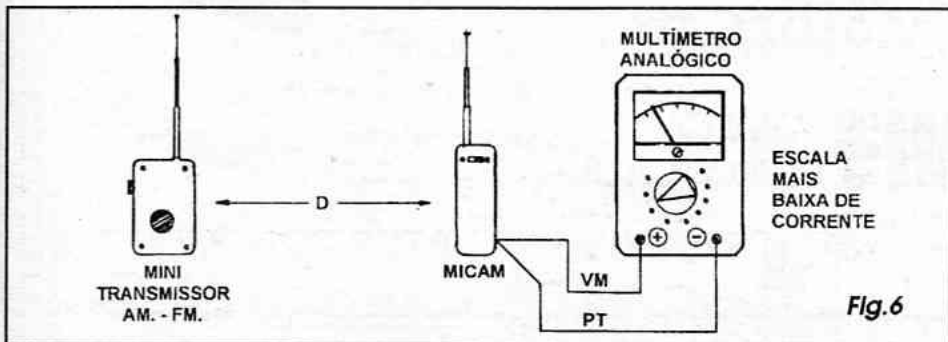 MULTÍMETRO
ANALÓGICO
ESCALA
MAIS
BAIXA DE
CORRENTE
D
MINI
TRANSMISSOR
AM. - FM.
MICAM
VM
PT
Fig.6